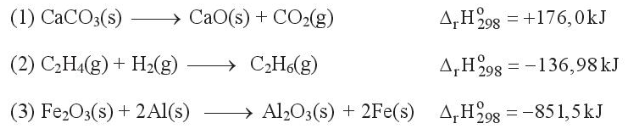 (1) CaCO₃(s) ⟶ CaO(s) + CO₂(g) ΔᵣH°₂₉₈ = +176,0 kJ
(2) C₂H₄(g) + H₂(g) ⟶ C₂H₆(g) ΔᵣH°₂₉₈ = −136,98 kJ
(3) Fe₂O₃(s) + 2Al(s) ⟶ Al₂O₃(s) + 2Fe(s) ΔᵣH°₂₉₈ = −851,5 kJ